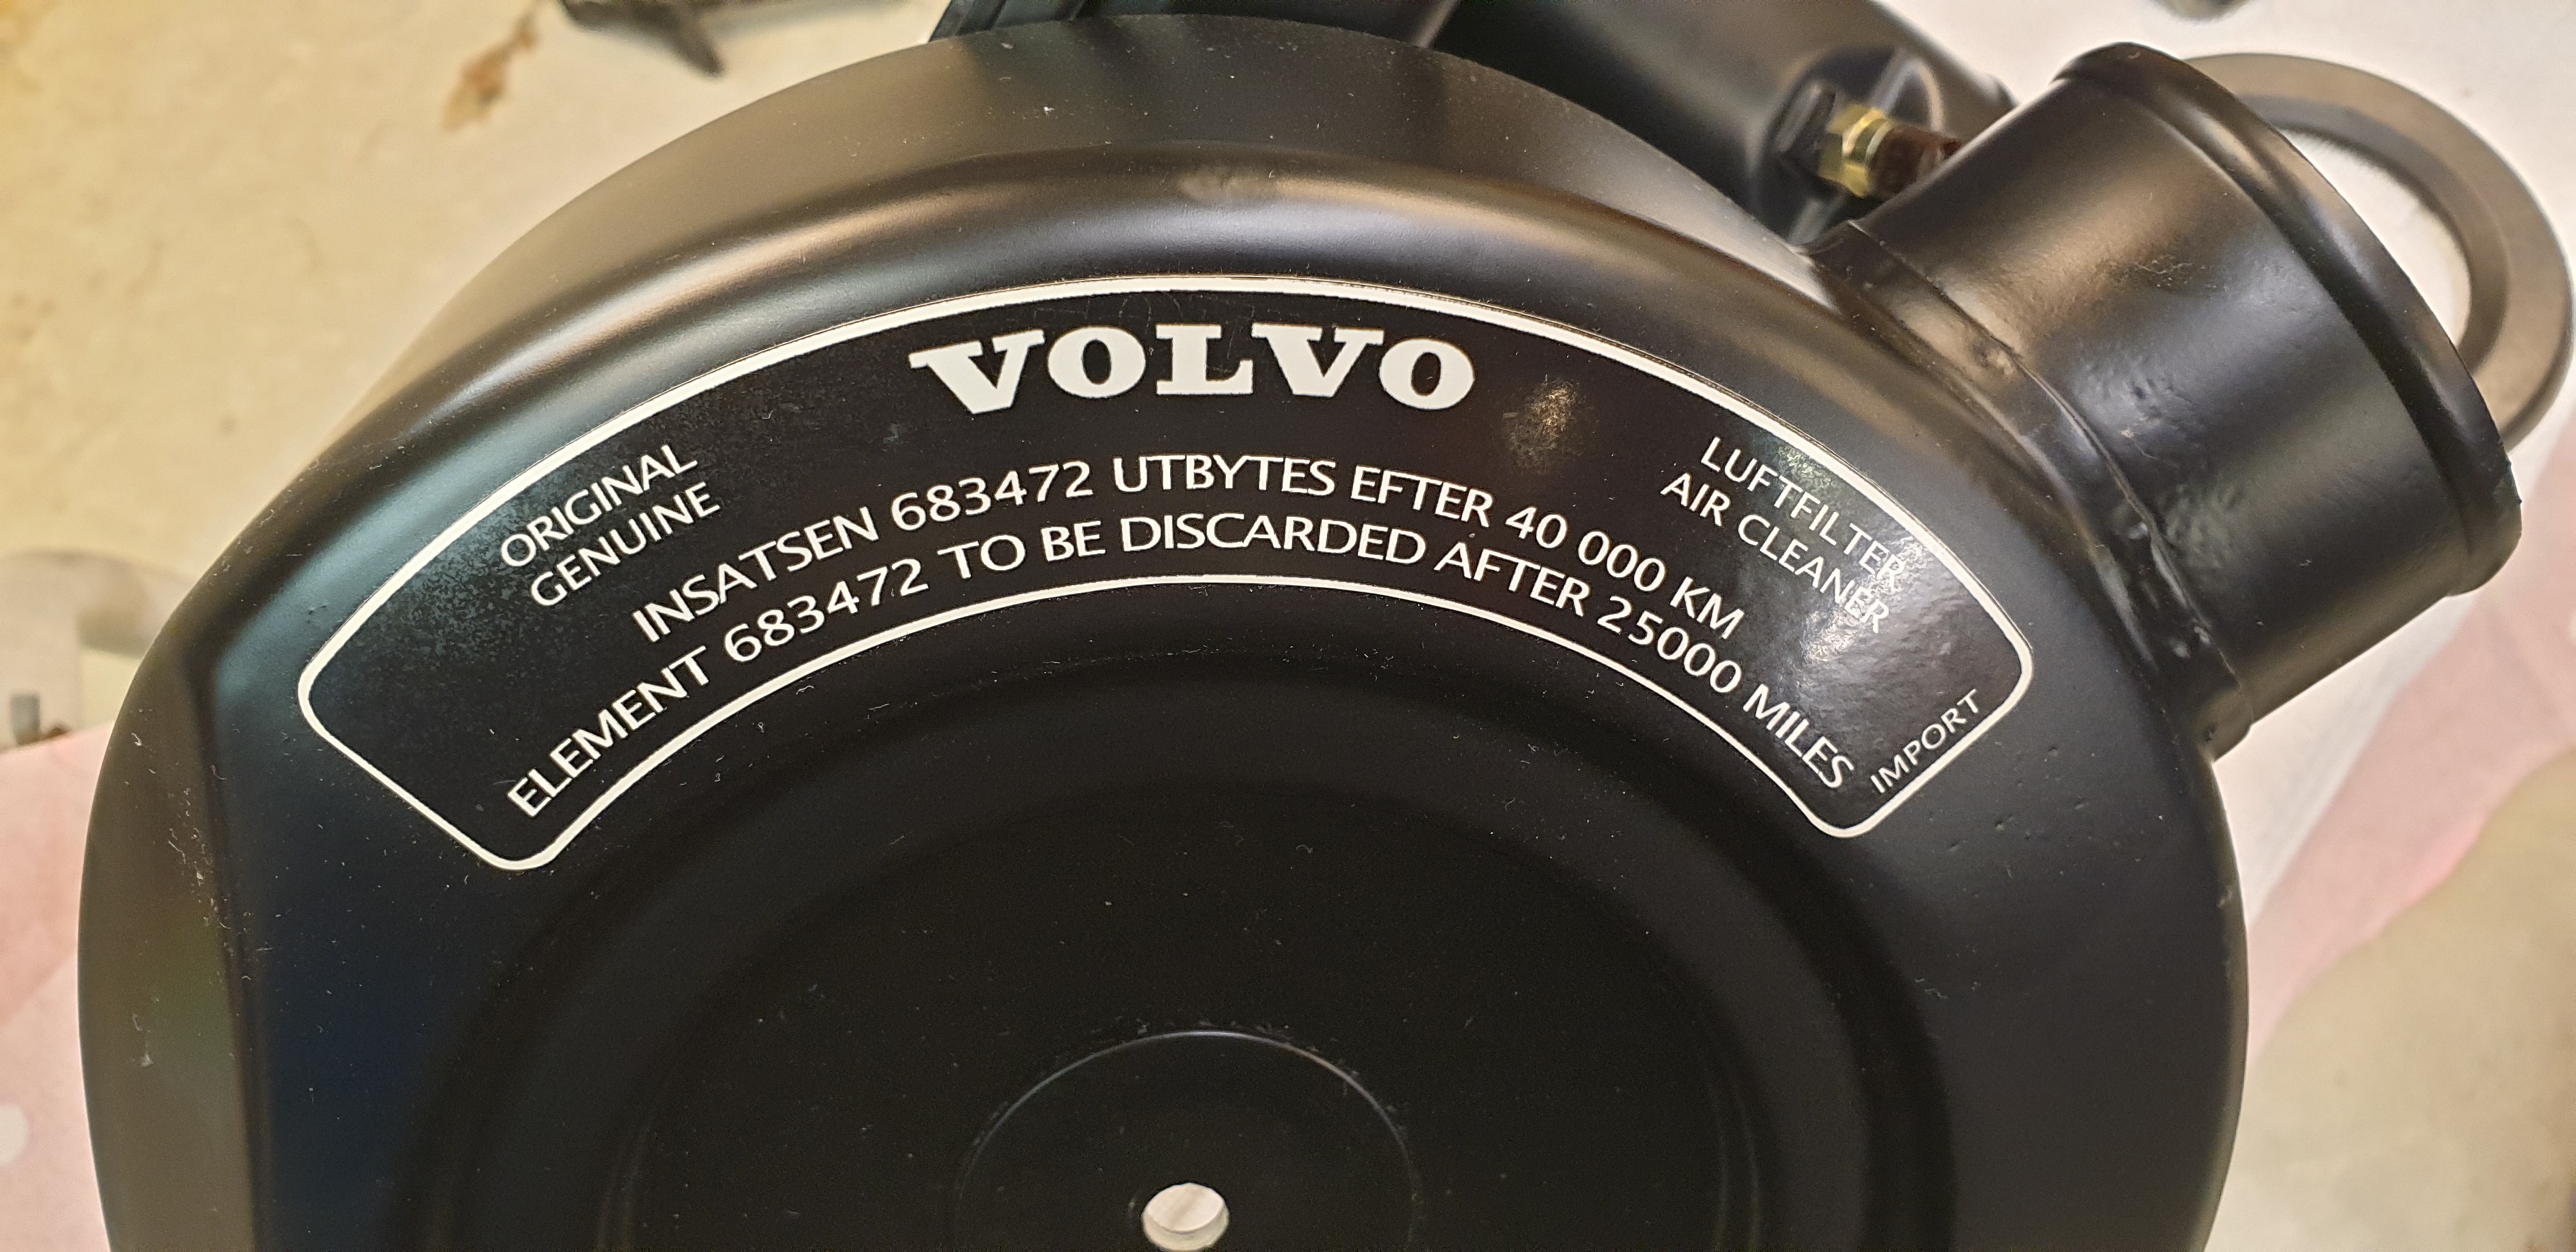 VOLVO
ORIGINAL
GENUINE
LUFTFILTER
AIR CLEANER
INSATSEN 683472 UTBYTES EFTER 40 000 KM
ELEMENT 683472 TO BE DISCARDED AFTER 25000 MILES
IMPORT